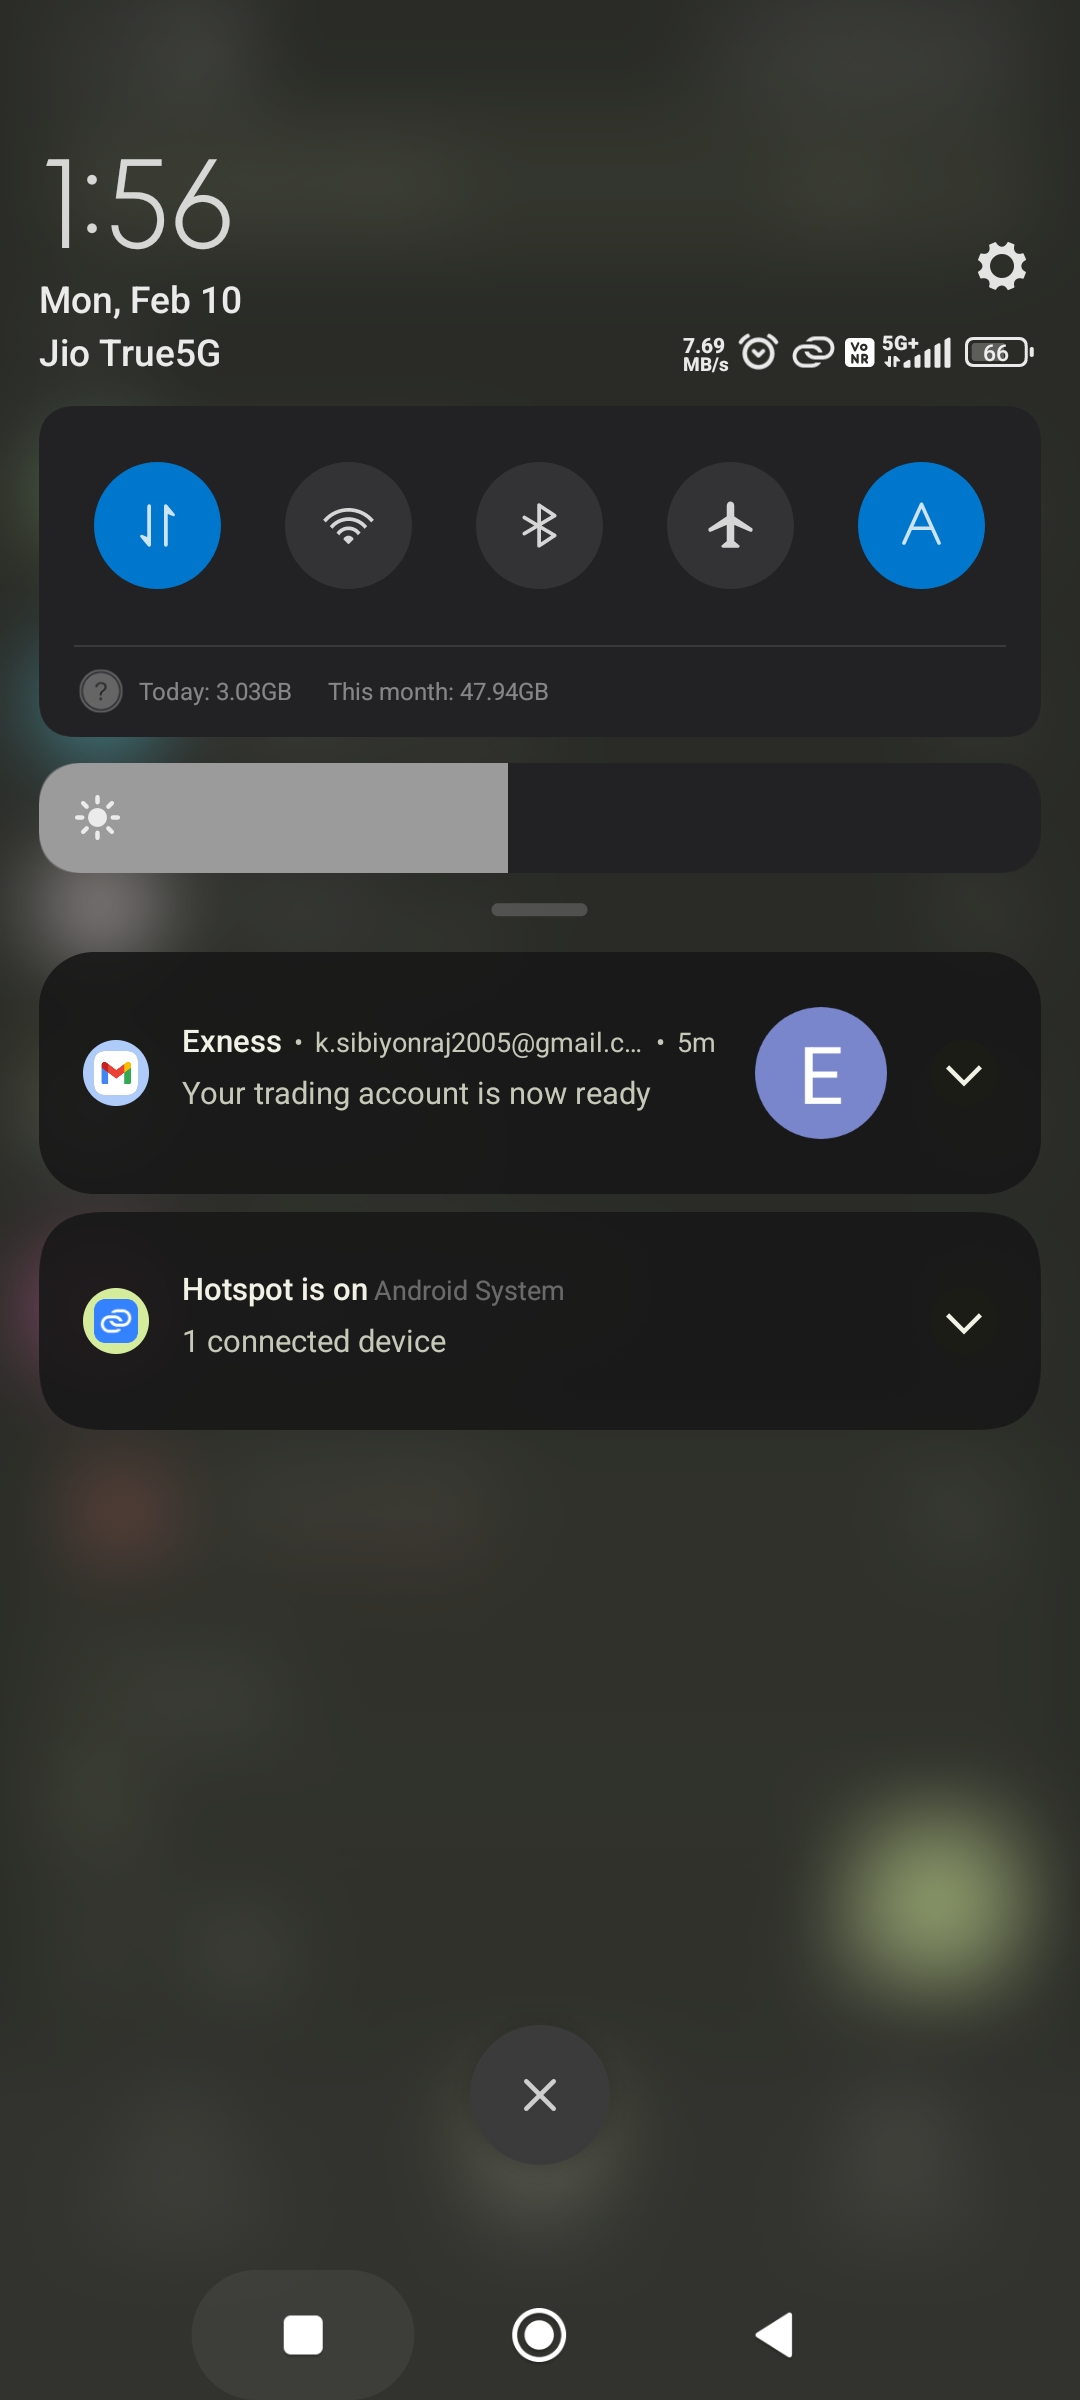 1:56
Mon, Feb 10
Jio True5G
7.69 MB/s
Vo NR
5G+
66
A
? Today: 3.03GB This month: 47.94GB
Exness • k.sibiyonraj2005@gmail.c... • 5m
Your trading account is now ready
E
Hotspot is on Android System
1 connected device